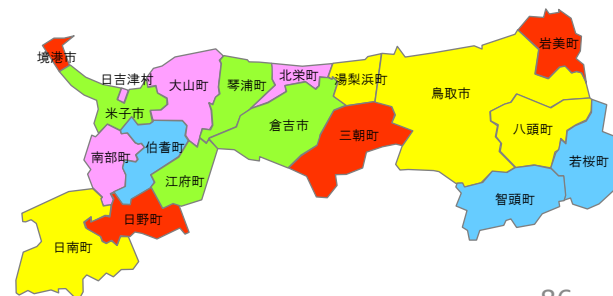 境港市
岩美町
日吉津村
大山町
琴浦町
北栄町
湯梨浜町
鳥取市
米子市
倉吉市
三朝町
八頭町
南部町
伯耆町
若桜町
江府町
智頭町
日野町
日南町